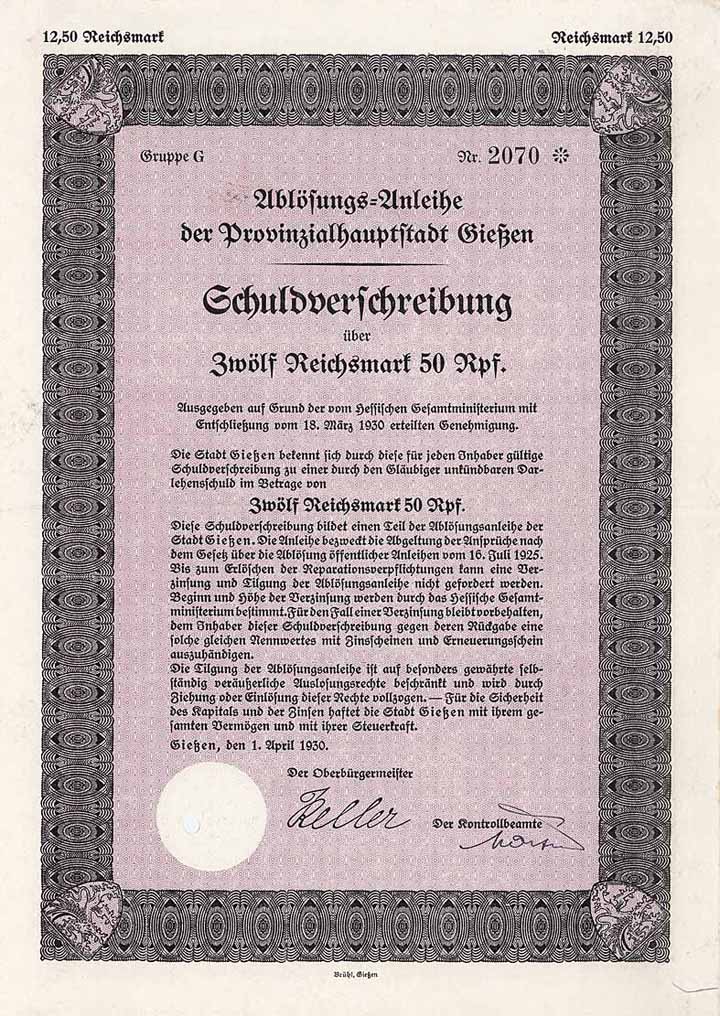 12,50 Reichsmark Reichsmark 12,50
Gruppe G Nr. 2070 ❊
Ablösungs-Anleihe
der Provinzialhauptstadt Gießen
Schuldverschreibung
über
Zwölf Reichsmark 50 Rpf.
Ausgegeben auf Grund der vom Hessischen Gesamtministerium mit
Entschließung vom 18. März 1930 erteilten Genehmigung.
Die Stadt Gießen bekennt sich durch diese für jeden Inhaber gültige
Schuldverschreibung zu einer durch den Gläubiger unkündbaren Dar-
lehensschuld im Betrage von
Zwölf Reichsmark 50 Rpf.
Diese Schuldverschreibung bildet einen Teil der Ablösungsanleihe der
Stadt Gießen. Die Anleihe bezweckt die Abgeltung der Ansprüche nach
dem Gesetz über die Ablösung öffentlicher Anleihen vom 16. Juli 1925.
Bis zum Erlöschen der Reparationsverpflichtungen kann eine Ver-
zinsung und Tilgung der Ablösungsanleihe nicht gefordert werden.
Beginn und Höhe der Verzinsung werden durch das Hessische Gesamt-
ministerium bestimmt. Für den Fall einer Verzinsung bleibt vorbehalten,
dem Inhaber dieser Schuldverschreibung gegen deren Rückgabe eine
solche gleichen Nennwertes mit Zinsscheinen und Erneuerungsschein
auszuhändigen.
Die Tilgung der Ablösungsanleihe ist auf besonders gewährte selb-
ständig veräußerliche Auslosungsrechte beschränkt und wird durch
Ziehung oder Einlösung dieser Rechte vollzogen. — Für die Sicherheit
des Kapitals und der Zinsen haftet die Stadt Gießen mit ihrem ge-
samten Vermögen und mit ihrer Steuerkraft.
Gießen, den 1. April 1930.
Der Oberbürgermeister
Keller
Der Kontrollbeamte
Brühl, Gießen